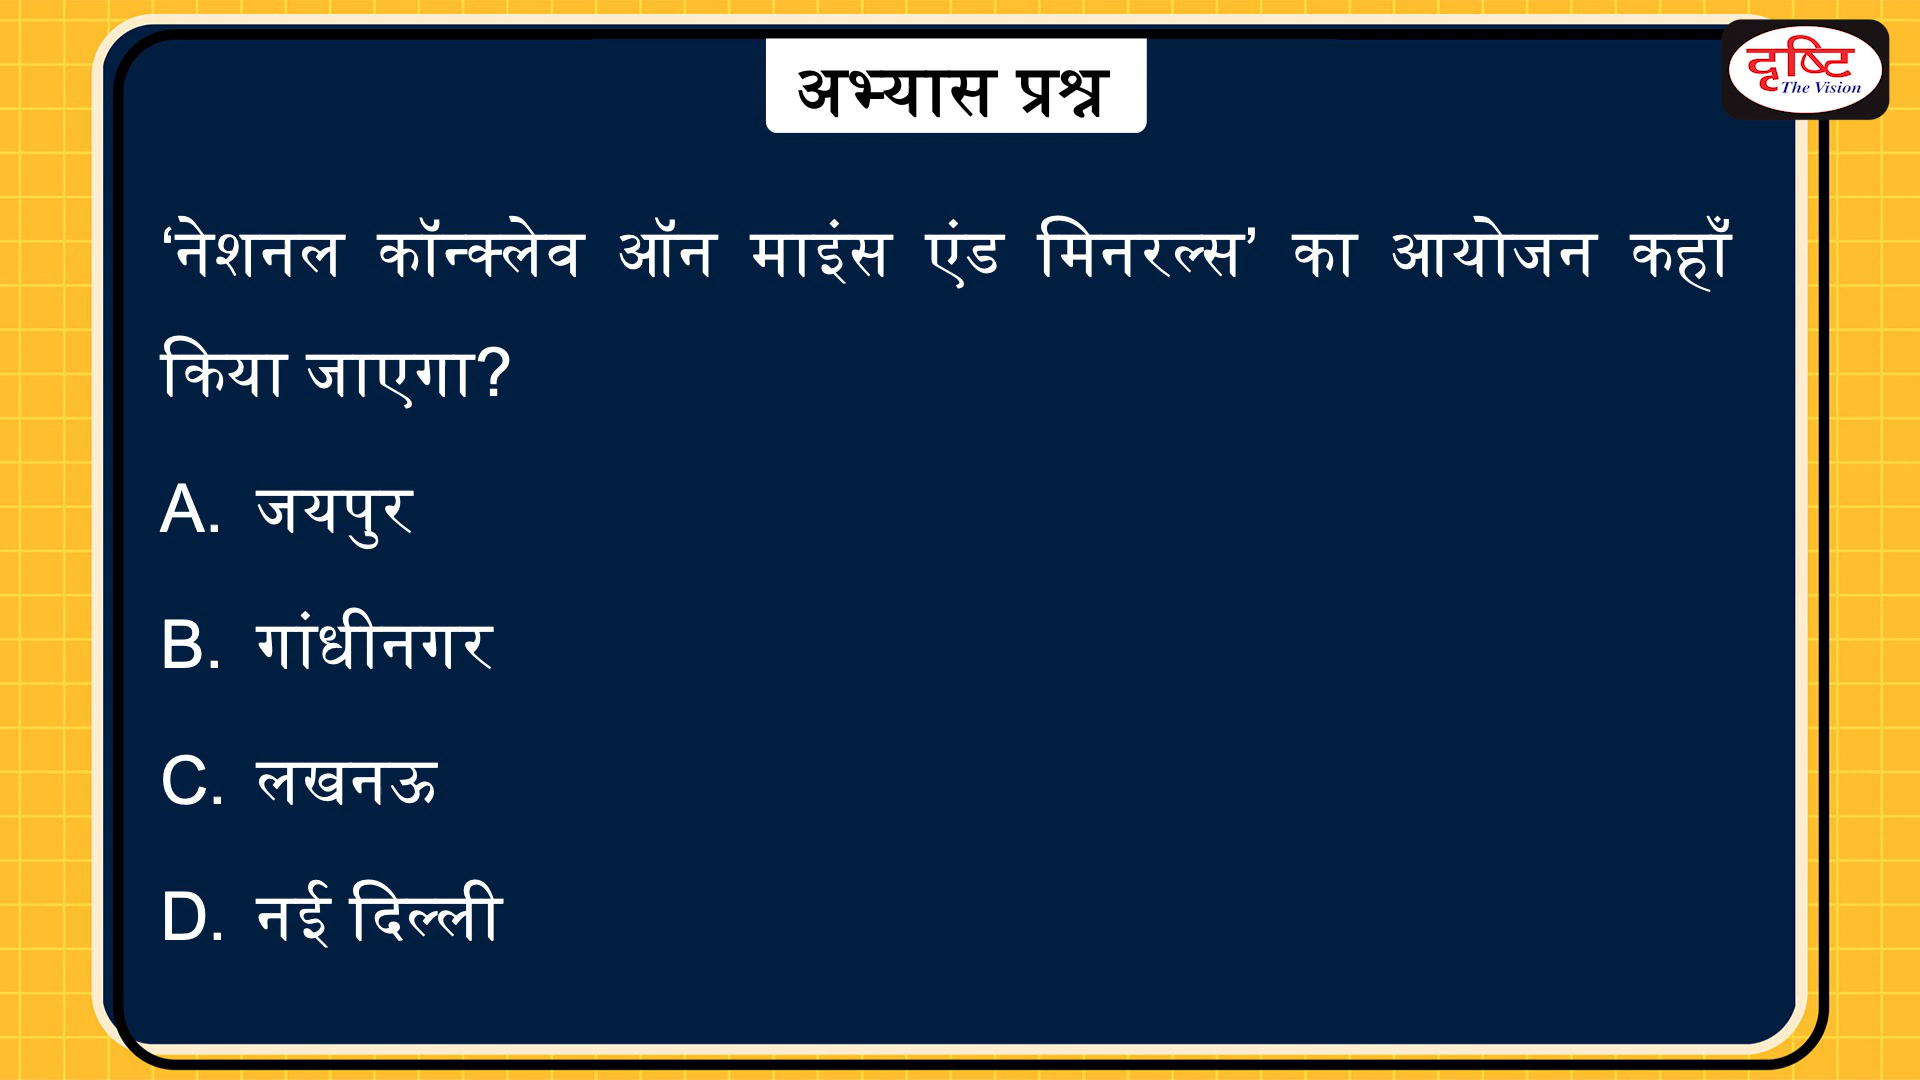 दृष्टि
The Vision
अभ्यास प्रश्न
‘नेशनल कॉन्क्लेव ऑन माइंस एंड मिनरल्स’ का आयोजन कहाँ
किया जाएगा?
A. जयपुर
B. गांधीनगर
C. लखनऊ
D. नई दिल्ली